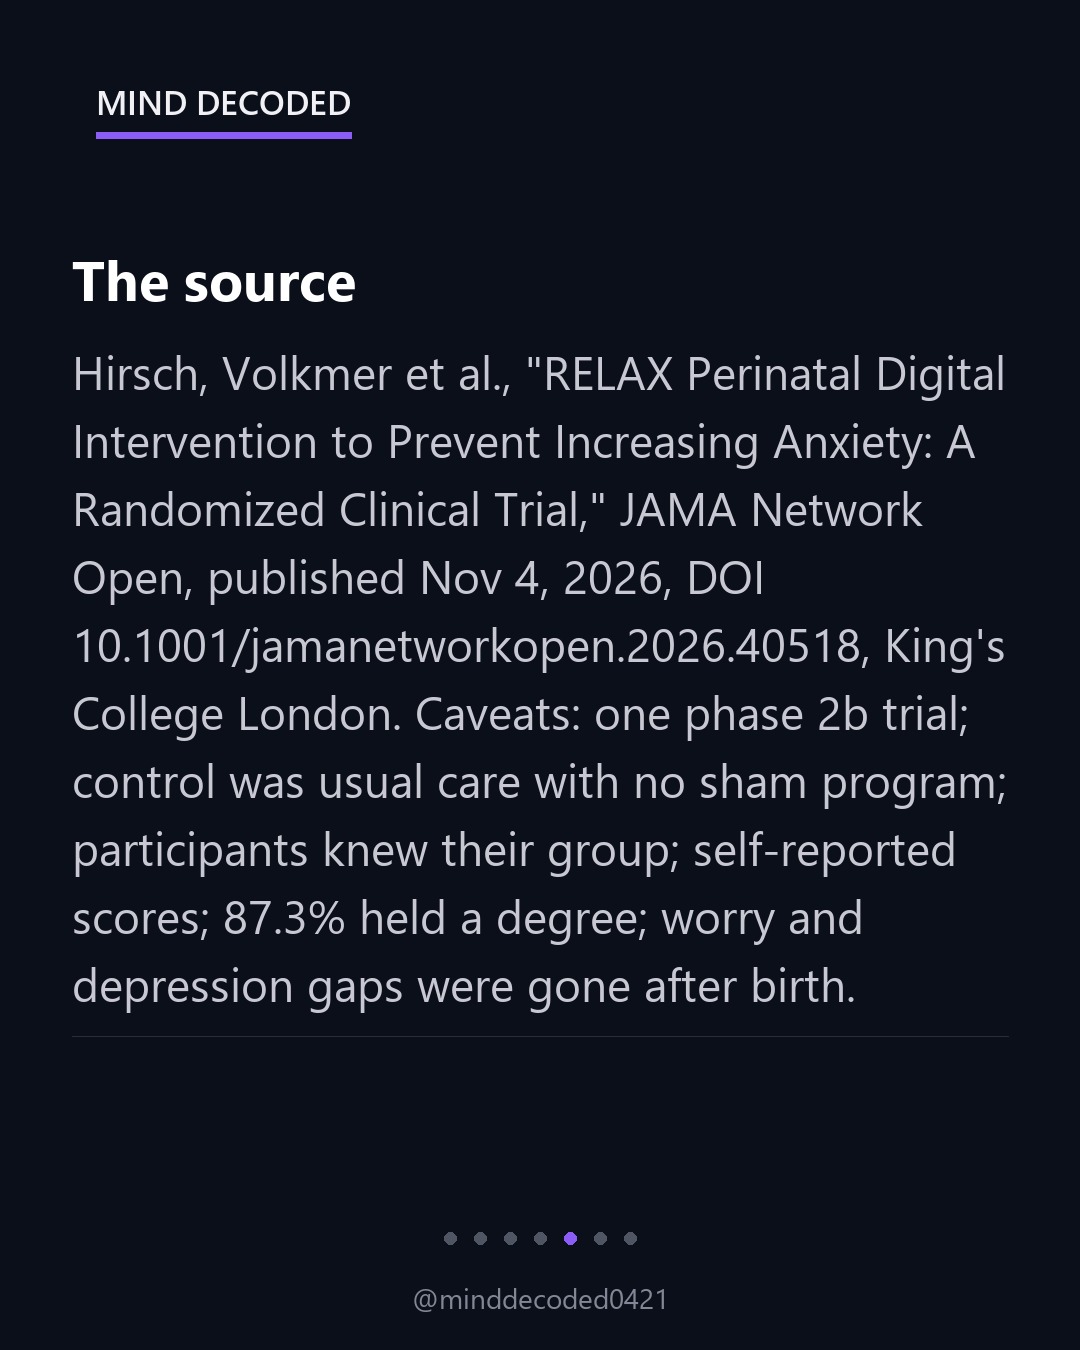 MIND DECODED
The source
Hirsch, Volkmer et al., "RELAX Perinatal Digital
Intervention to Prevent Increasing Anxiety: A
Randomized Clinical Trial," JAMA Network
Open, published Nov 4, 2026, DOI
10.1001/jamanetworkopen.2026.40518, King's
College London. Caveats: one phase 2b trial;
control was usual care with no sham program;
participants knew their group; self-reported
scores; 87.3% held a degree; worry and
depression gaps were gone after birth.
@minddecoded0421